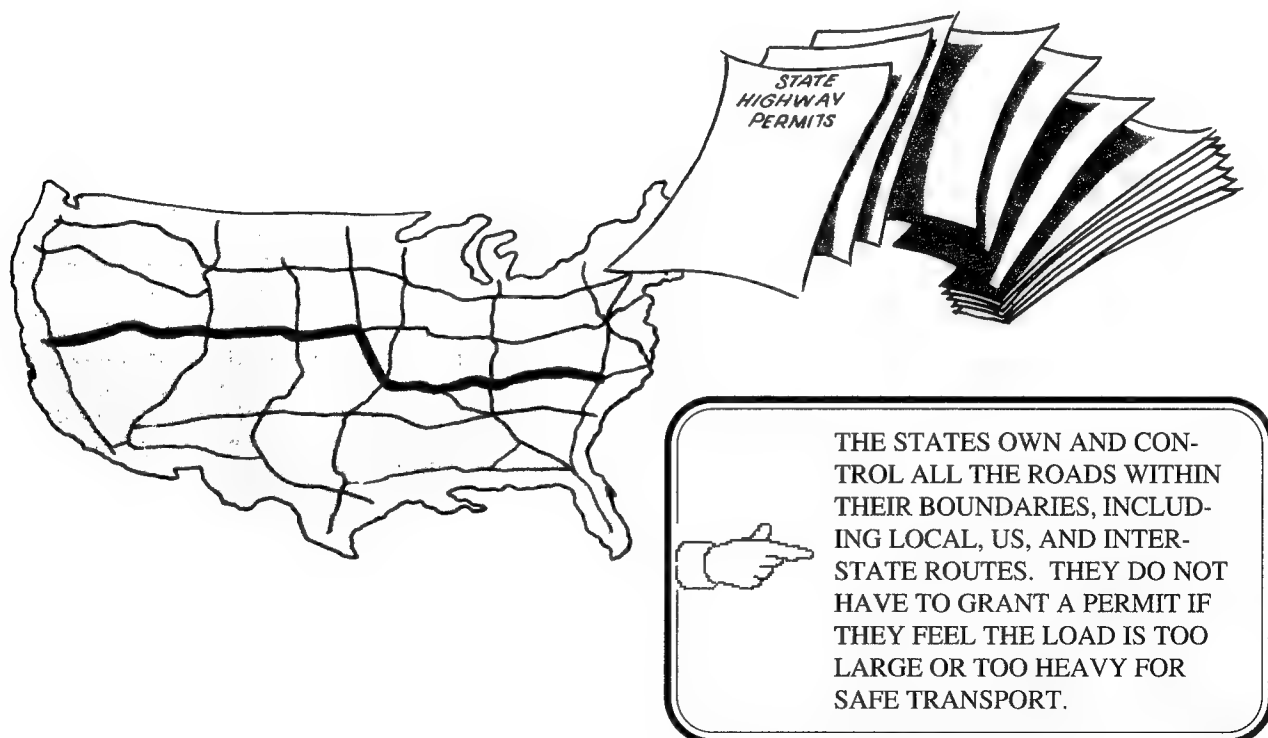 STATE
HIGHWAY
PERMITS
THE STATES OWN AND CON-
TROL ALL THE ROADS WITHIN
THEIR BOUNDARIES, INCLUD-
ING LOCAL, US, AND INTER-
STATE ROUTES. THEY DO NOT
HAVE TO GRANT A PERMIT IF
THEY FEEL THE LOAD IS TOO
LARGE OR TOO HEAVY FOR
SAFE TRANSPORT.